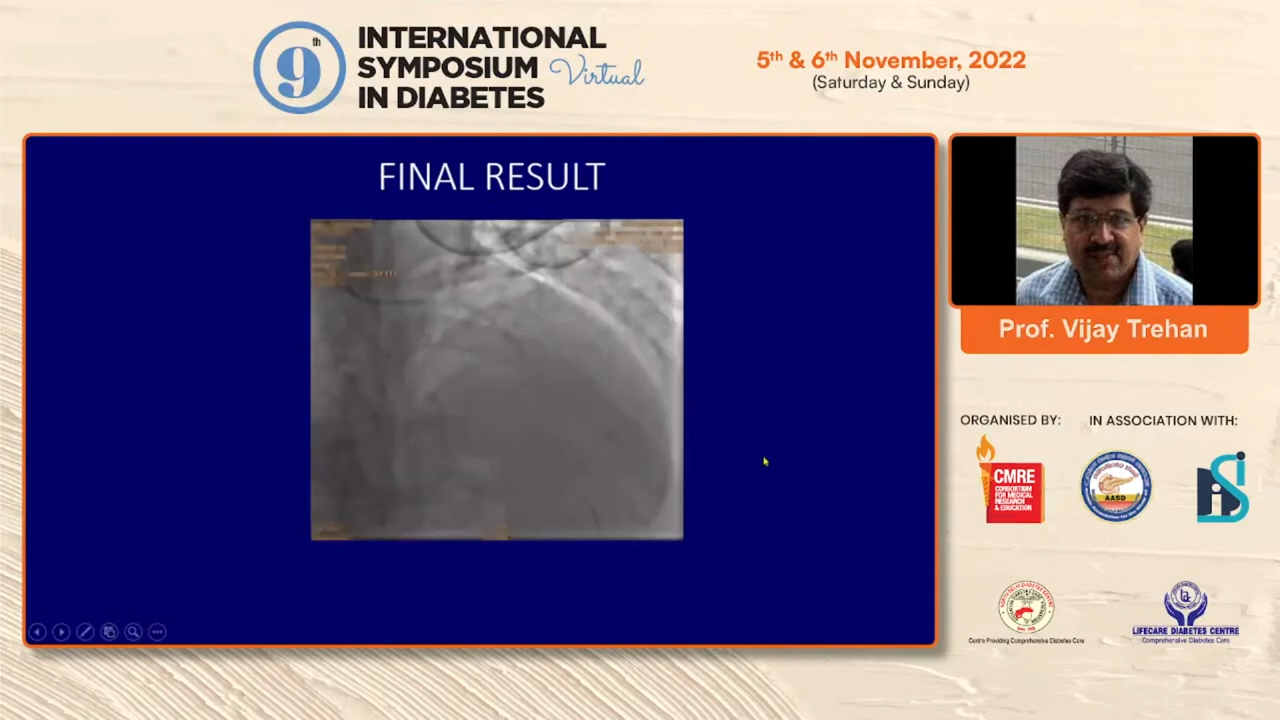 9th
INTERNATIONAL
SYMPOSIUM Virtual
IN DIABETES
5th & 6th November, 2022
(Saturday & Sunday)
FINAL RESULT
Prof. Vijay Trehan
ORGANISED BY:
IN ASSOCIATION WITH:
CMRE
CONSORTIUM
FOR MEDICAL
RESEARCH
& EDUCATION
AASD
Centre Providing Comprehensive Diabetes Care
LIFECARE DIABETES CENTRE
Comprehensive Diabetes Care